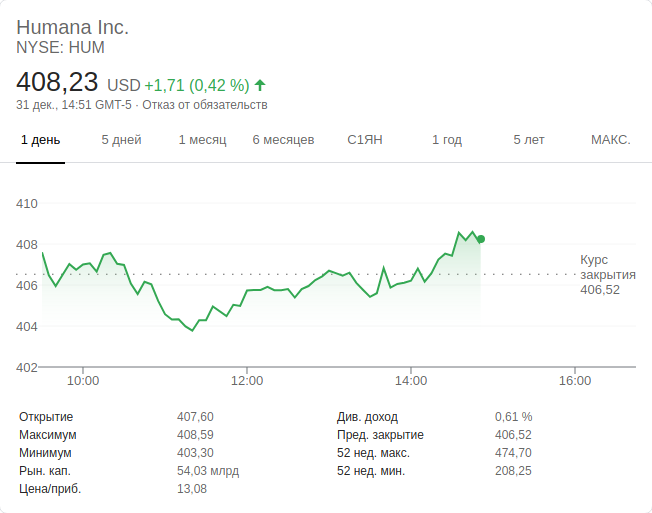 Humana Inc.
NYSE: HUM
408,23 USD +1,71 (0,42 %)
31 дек., 14:51 GMT-5 · Отказ от обязательств
1 день 5 дней 1 месяц 6 месяцев С1ЯН 1 год 5 лет МАКС.
410
408
406
404
402
Курс
закрытия
406,52
10:00 12:00 14:00 16:00
Открытие 407,60
Максимум 408,59
Минимум 403,30
Рын. кап. 54,03 млрд
Цена/приб. 13,08
Див. доход 0,61 %
Пред. закрытие 406,52
52 нед. макс. 474,70
52 нед. мин. 208,25